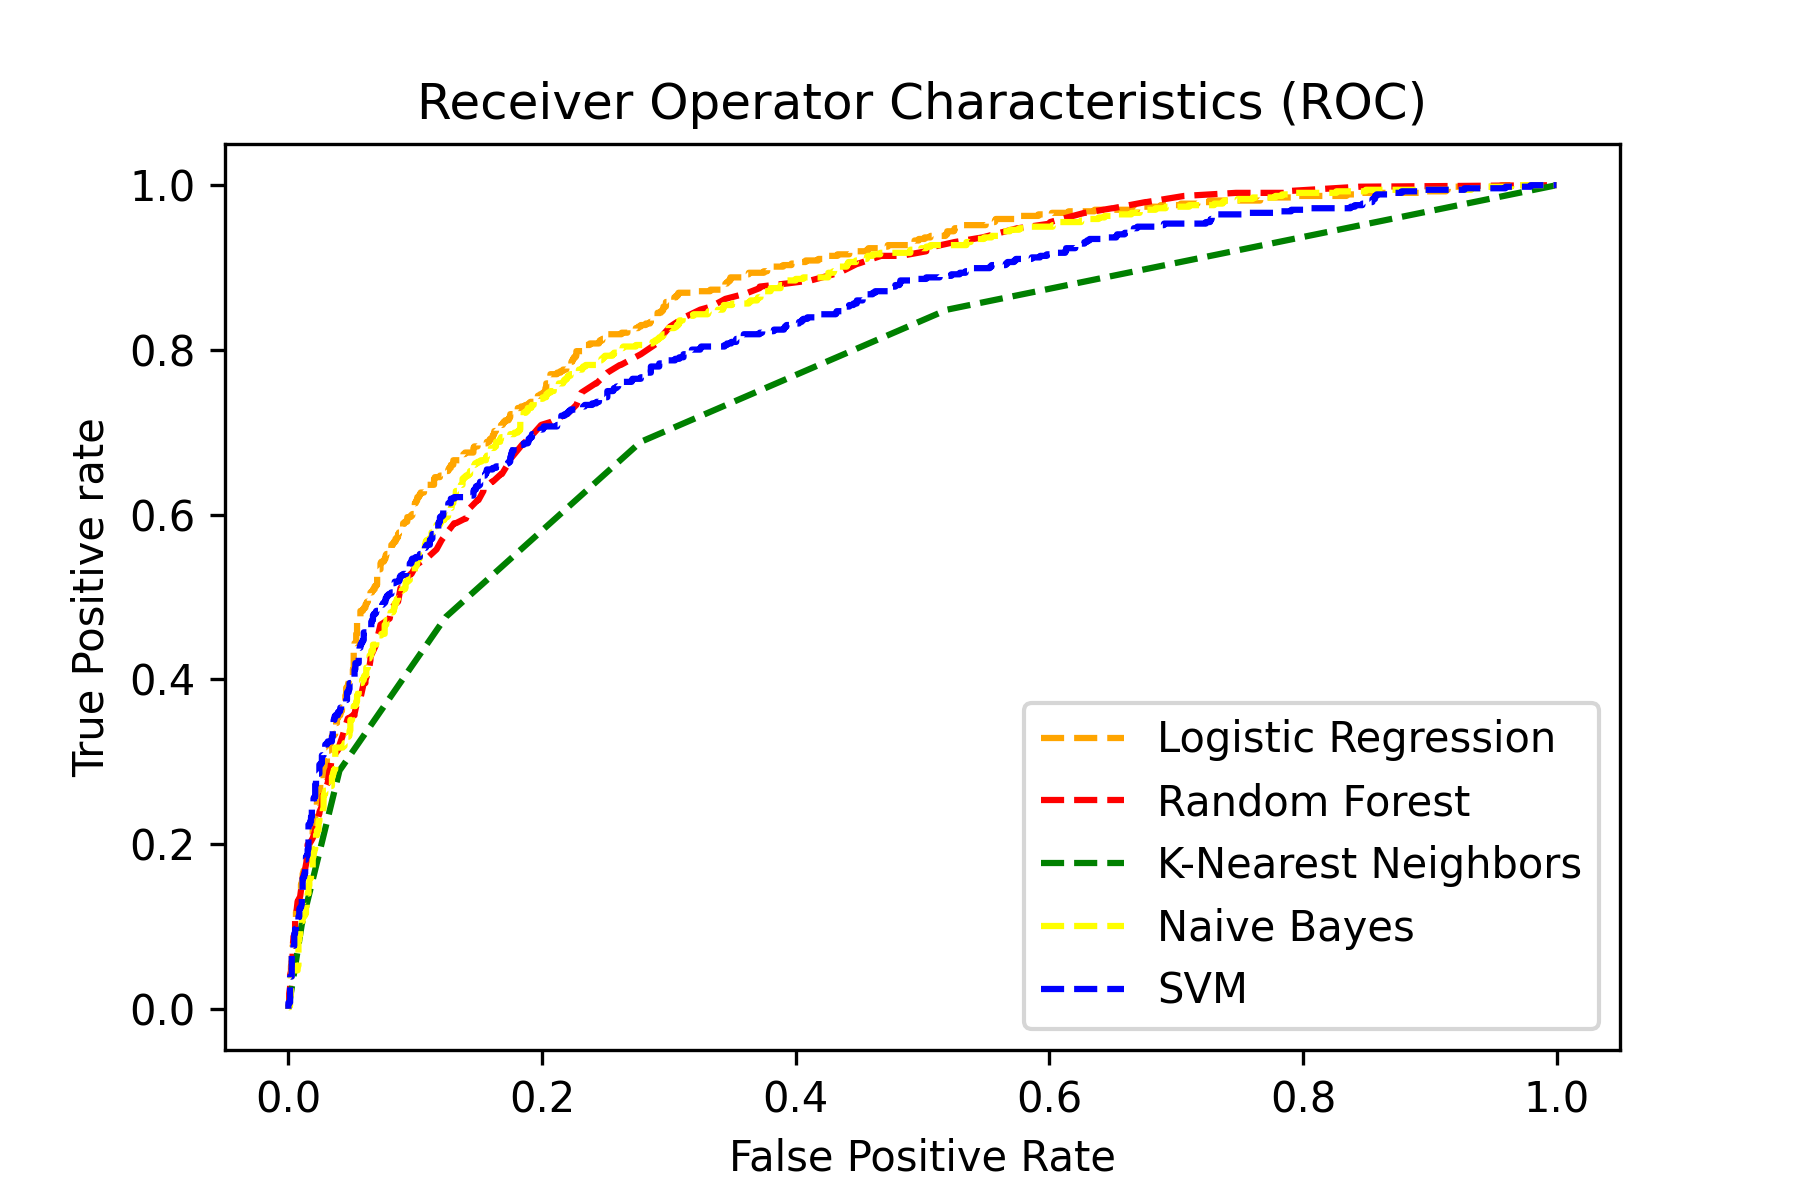 Receiver Operator Characteristics (ROC)
1.0
0.8
0.6
0.4
0.2
0.0
True Positive rate
Logistic Regression
Random Forest
K-Nearest Neighbors
Naive Bayes
SVM
0.0 0.2 0.4 0.6 0.8 1.0
False Positive Rate